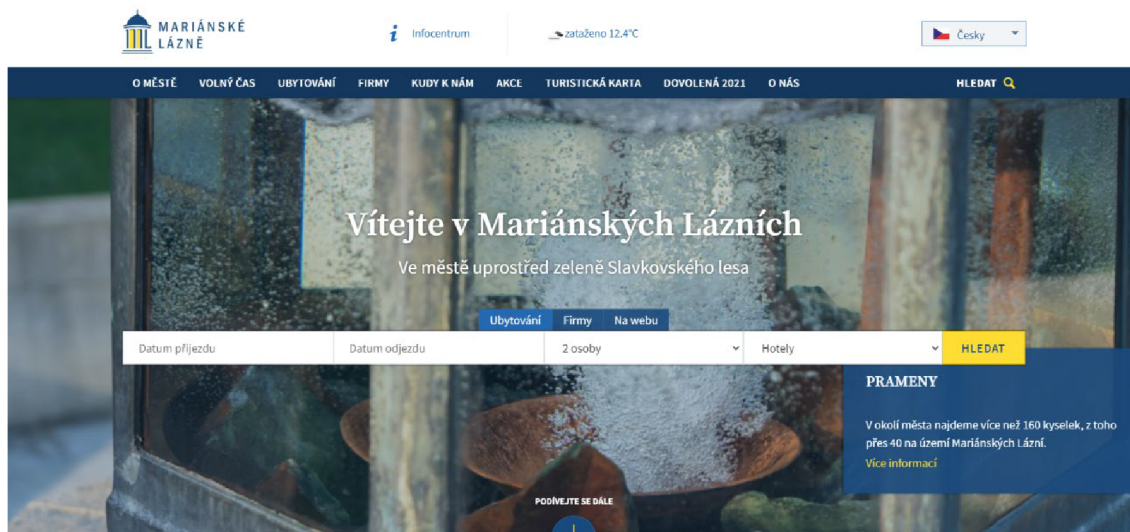 MARIÁNSKÉ
LÁZNĚ
Infocentrum
zataženo 12.4°C
Česky
O MĚSTĚ VOLNÝ ČAS UBYTOVÁNÍ FIRMY KUDY K NÁM AKCE TURISTICKÁ KARTA DOVOLENÁ 2021 O NÁS HLEDAT
Vítejte v Mariánských Lázních
Ve městě uprostřed zeleně Slavkovského lesa
Ubytování Firmy Na webu
Datum příjezdu Datum odjezdu 2 osoby Hotely HLEDAT
PRAMENY
V okolí města najdeme více než 160 kyselek, z toho
přes 40 na území Mariánských Lázní.
Více informací
PODÍVEJTE SE DÁLE